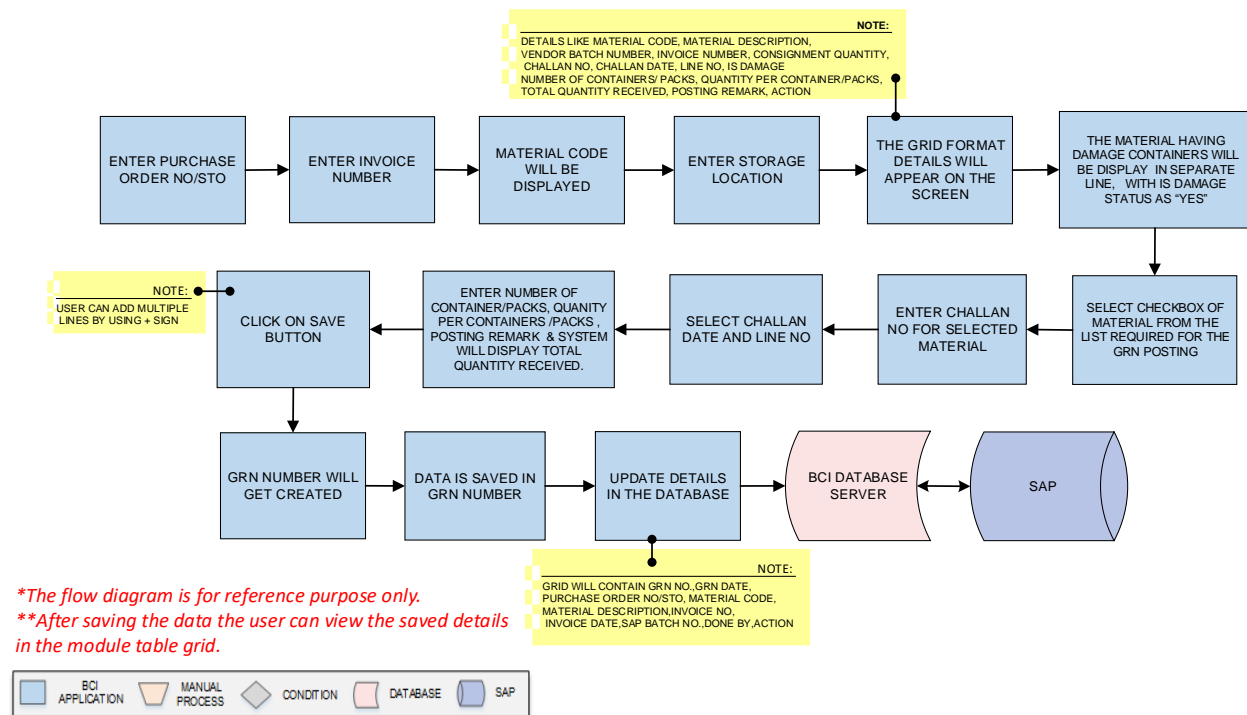 NOTE:
DETAILS LIKE MATERIAL CODE, MATERIAL DESCRIPTION,
VENDOR BATCH NUMBER, INVOICE NUMBER, CONSIGNMENT QUANTITY,
CHALLAN NO, CHALLAN DATE, LINE NO, IS DAMAGE
NUMBER OF CONTAINERS/ PACKS, QUANTITY PER CONTAINER/PACKS,
TOTAL QUANTITY RECEIVED, POSTING REMARK, ACTION
ENTER PURCHASE
ORDER NO/STO
ENTER INVOICE
NUMBER
MATERIAL CODE
WILL BE
DISPLAYED
ENTER STORAGE
LOCATION
THE GRID FORMAT
DETAILS WILL
APPEAR ON THE
SCREEN
THE MATERIAL HAVING
DAMAGE CONTAINERS WILL
BE DISPLAY IN SEPARATE
LINE, WITH IS DAMAGE
STATUS AS “YES”
SELECT CHECKBOX OF
MATERIAL FROM THE
LIST REQUIRED FOR THE
GRN POSTING
ENTER CHALLAN
NO FOR SELECTED
MATERIAL
SELECT CHALLAN
DATE AND LINE NO
ENTER NUMBER OF
CONTAINER/PACKS, QUANITY
PER CONTAINERS /PACKS ,
POSTING REMARK & SYSTEM
WILL DISPLAY TOTAL
QUANTITY RECEIVED.
CLICK ON SAVE
BUTTON
NOTE:
USER CAN ADD MULTIPLE
LINES BY USING + SIGN
GRN NUMBER WILL
GET CREATED
DATA IS SAVED IN
GRN NUMBER
UPDATE DETAILS
IN THE DATABASE
BCI DATABASE
SERVER
SAP
NOTE:
GRID WILL CONTAIN GRN NO.,GRN DATE,
PURCHASE ORDER NO/STO, MATERIAL CODE,
MATERIAL DESCRIPTION,INVOICE NO,
INVOICE DATE,SAP BATCH NO.,DONE BY,ACTION
*The flow diagram is for reference purpose only.
**After saving the data the user can view the saved details
in the module table grid.
BCI
APPLICATION
MANUAL
PROCESS
CONDITION
DATABASE
SAP